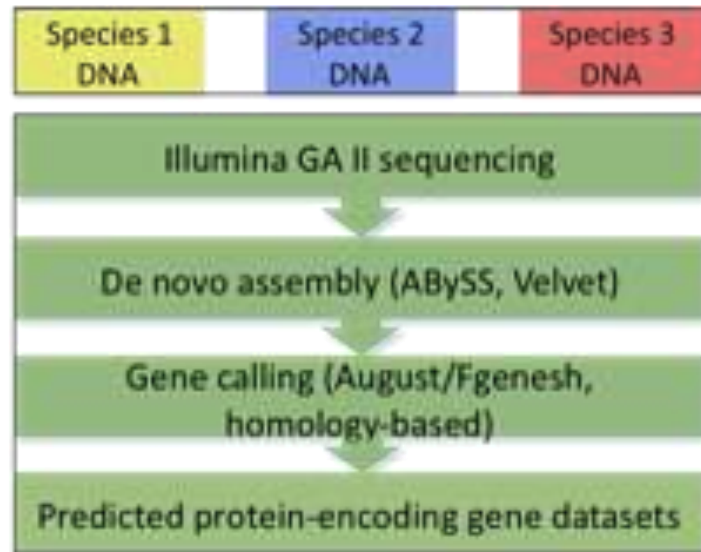 Species 1
DNA
Species 2
DNA
Species 3
DNA
Illumina GA II sequencing
De novo assembly (ABySS, Velvet)
Gene calling (August/Fgenesh,
homology-based)
Predicted protein-encoding gene datasets